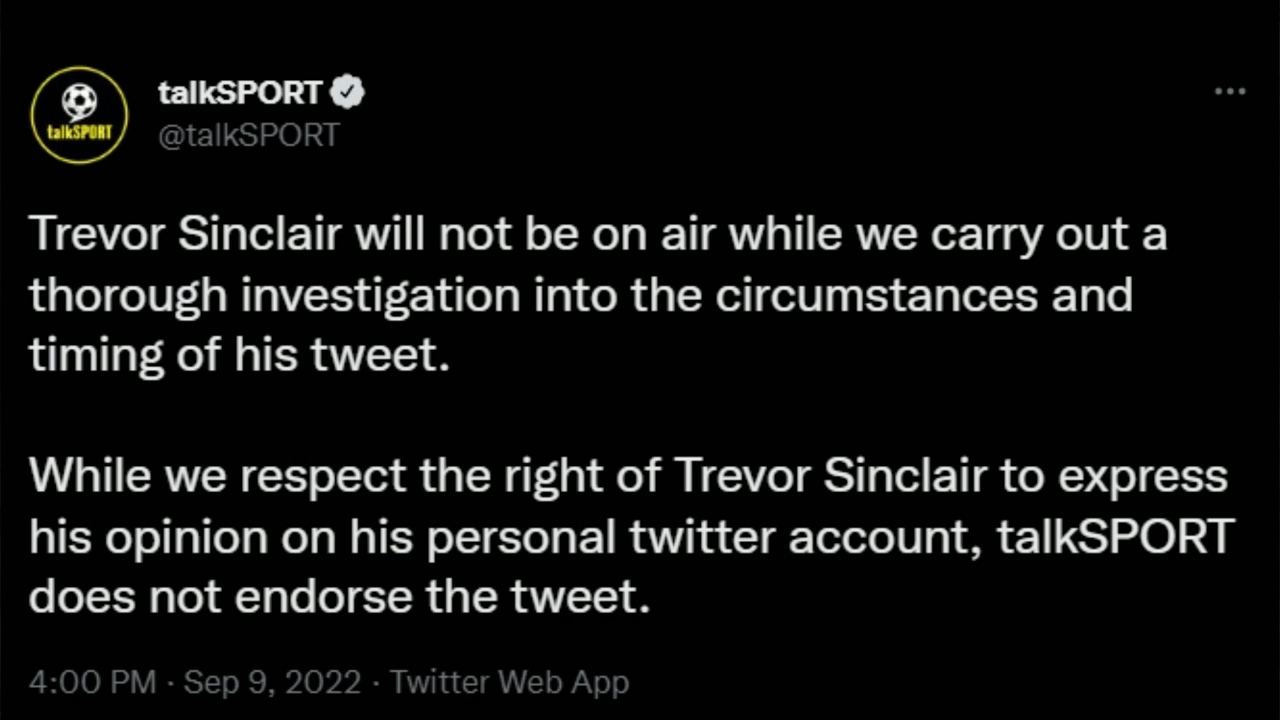 talkSPORT
talkSPORT
@talkSPORT
Trevor Sinclair will not be on air while we carry out a
thorough investigation into the circumstances and
timing of his tweet.
While we respect the right of Trevor Sinclair to express
his opinion on his personal twitter account, talkSPORT
does not endorse the tweet.
4:00 PM · Sep 9, 2022 · Twitter Web App